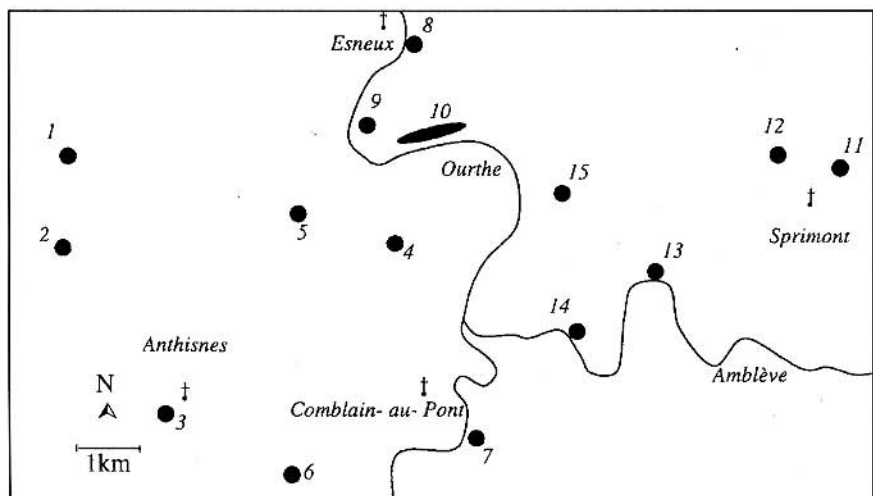 Esneux
8
9
10
1
12
11
Ourthe
15
2
5
4
Sprimont
13
14
Anthisnes
Amblève
N
Comblain- au- Pont
3
1km
6
7